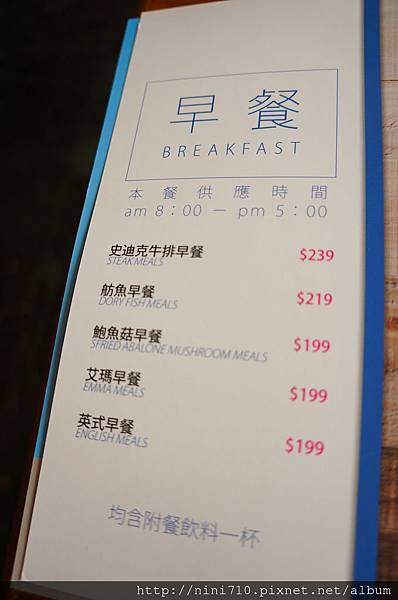 早餐
BREAKFAST
本餐供應時間
am 8：00 － pm 5：00
史迪克牛排早餐 $239
STEAK MEALS
舫魚早餐 $219
DORY FISH MEALS
鮑魚菇早餐 $199
SFRIED ABALONE MUSHROOM MEALS
艾瑪早餐 $199
EMMA MEALS
英式早餐 $199
ENGLISH MEALS
均含附餐飲料一杯
http://nini710.pixnet.net/album